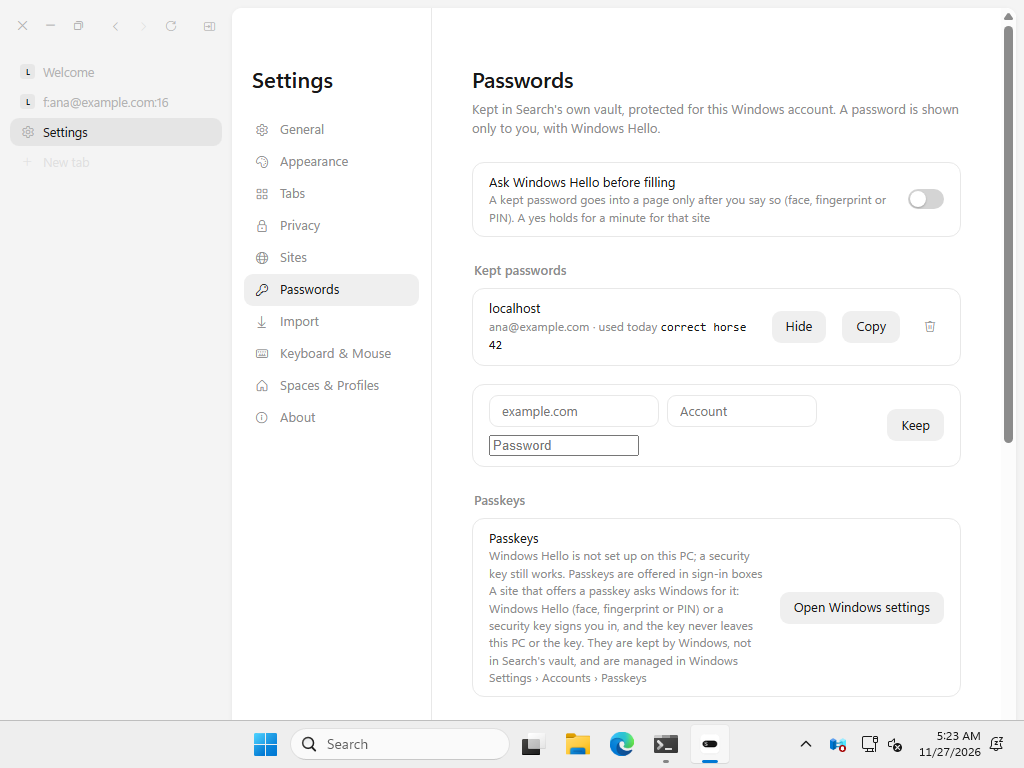 L Welcome
L f:ana@example.com:16
Settings
+ New tab
Settings
General
Appearance
Tabs
Privacy
Sites
Passwords
Import
Keyboard & Mouse
Spaces & Profiles
About
Passwords
Kept in Search's own vault, protected for this Windows account. A password is shown
only to you, with Windows Hello.
Ask Windows Hello before filling
A kept password goes into a page only after you say so (face, fingerprint or
PIN). A yes holds for a minute for that site
Kept passwords
localhost
ana@example.com · used today correct horse
42
Hide
Copy
example.com
Account
Password
Keep
Passkeys
Passkeys
Windows Hello is not set up on this PC; a security
key still works. Passkeys are offered in sign-in boxes
A site that offers a passkey asks Windows for it:
Windows Hello (face, fingerprint or PIN) or a
security key signs you in, and the key never leaves
this PC or the key. They are kept by Windows, not
in Search's vault, and are managed in Windows
Settings › Accounts › Passkeys
Open Windows settings
Search
5:23 AM
11/27/2026